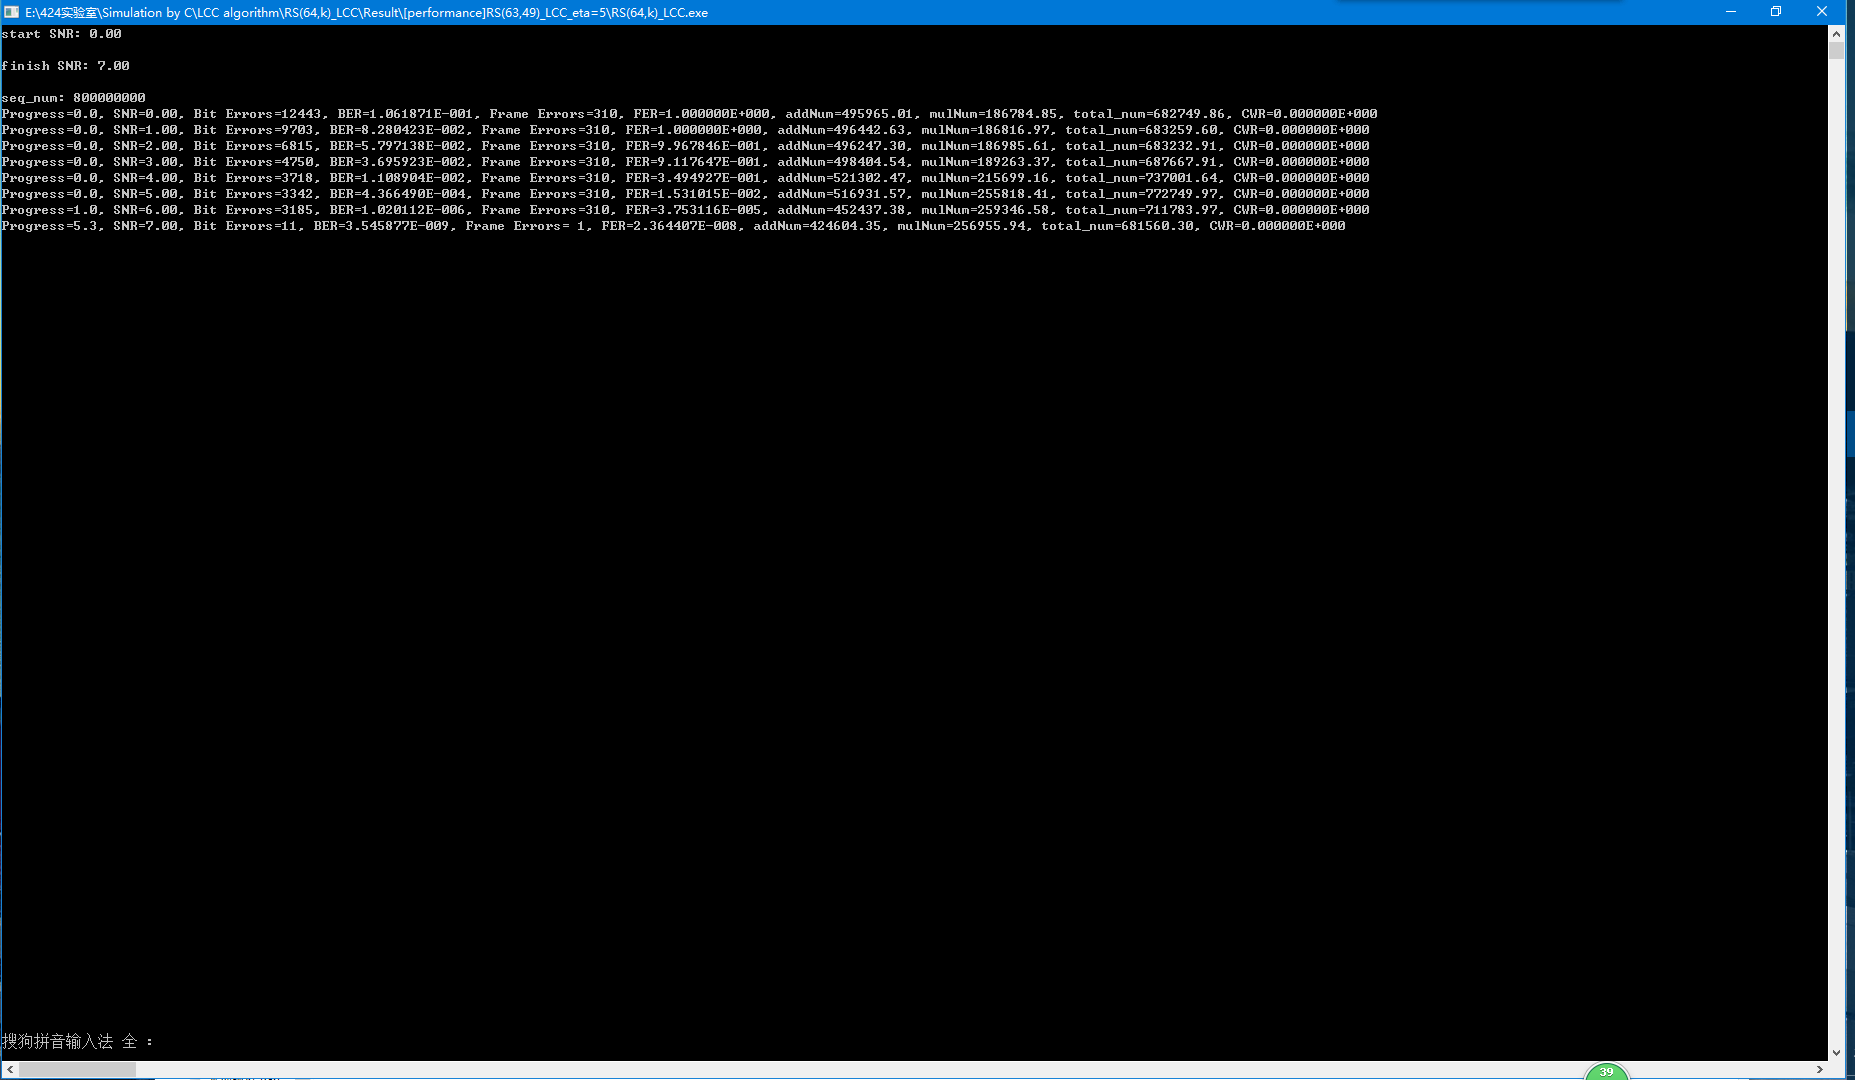 E:\424实验室\Simulation by C\LCC algorithm\RS(64,k)_LCC\Result\[performance]RS(63,49)_LCC_eta=5\RS(64,k)_LCC.exe
start SNR: 0.00
finish SNR: 7.00
seq_num: 800000000
Progress=0.0, SNR=0.00, Bit Errors=12443, BER=1.061871E-001, Frame Errors=310, FER=1.000000E+000, addNum=495965.01, mulNum=186784.85, total_num=682749.86, CWR=0.000000E+000
Progress=0.0, SNR=1.00, Bit Errors=9703, BER=8.280423E-002, Frame Errors=310, FER=1.000000E+000, addNum=496442.63, mulNum=186816.97, total_num=683259.60, CWR=0.000000E+000
Progress=0.0, SNR=2.00, Bit Errors=6815, BER=5.797138E-002, Frame Errors=310, FER=9.967846E-001, addNum=496247.30, mulNum=186985.61, total_num=683232.91, CWR=0.000000E+000
Progress=0.0, SNR=3.00, Bit Errors=4750, BER=3.695923E-002, Frame Errors=310, FER=9.117647E-001, addNum=498404.54, mulNum=189263.37, total_num=687667.91, CWR=0.000000E+000
Progress=0.0, SNR=4.00, Bit Errors=3718, BER=1.108904E-002, Frame Errors=310, FER=3.494927E-001, addNum=521302.47, mulNum=215699.16, total_num=737001.64, CWR=0.000000E+000
Progress=0.0, SNR=5.00, Bit Errors=3342, BER=4.366490E-004, Frame Errors=310, FER=1.531015E-002, addNum=516931.57, mulNum=255818.41, total_num=772749.97, CWR=0.000000E+000
Progress=1.0, SNR=6.00, Bit Errors=3185, BER=1.020112E-006, Frame Errors=310, FER=3.753116E-005, addNum=452437.38, mulNum=259346.58, total_num=711783.97, CWR=0.000000E+000
Progress=5.3, SNR=7.00, Bit Errors=11, BER=3.545877E-009, Frame Errors= 1, FER=2.364407E-008, addNum=424604.35, mulNum=256955.94, total_num=681560.30, CWR=0.000000E+000
搜狗拼音输入法 全 :
39